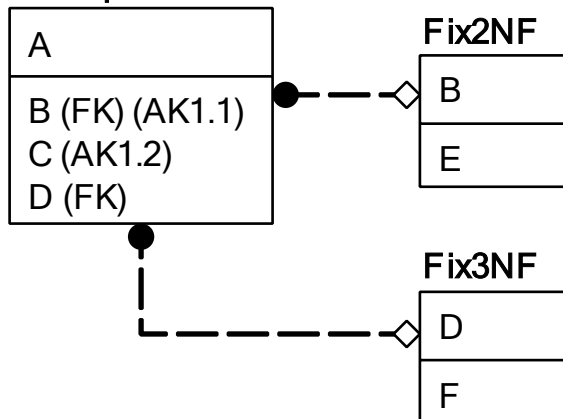 A
B (FK) (AK1.1)
C (AK1.2)
D (FK)
Fix2NF
B
E
Fix3NF
D
F